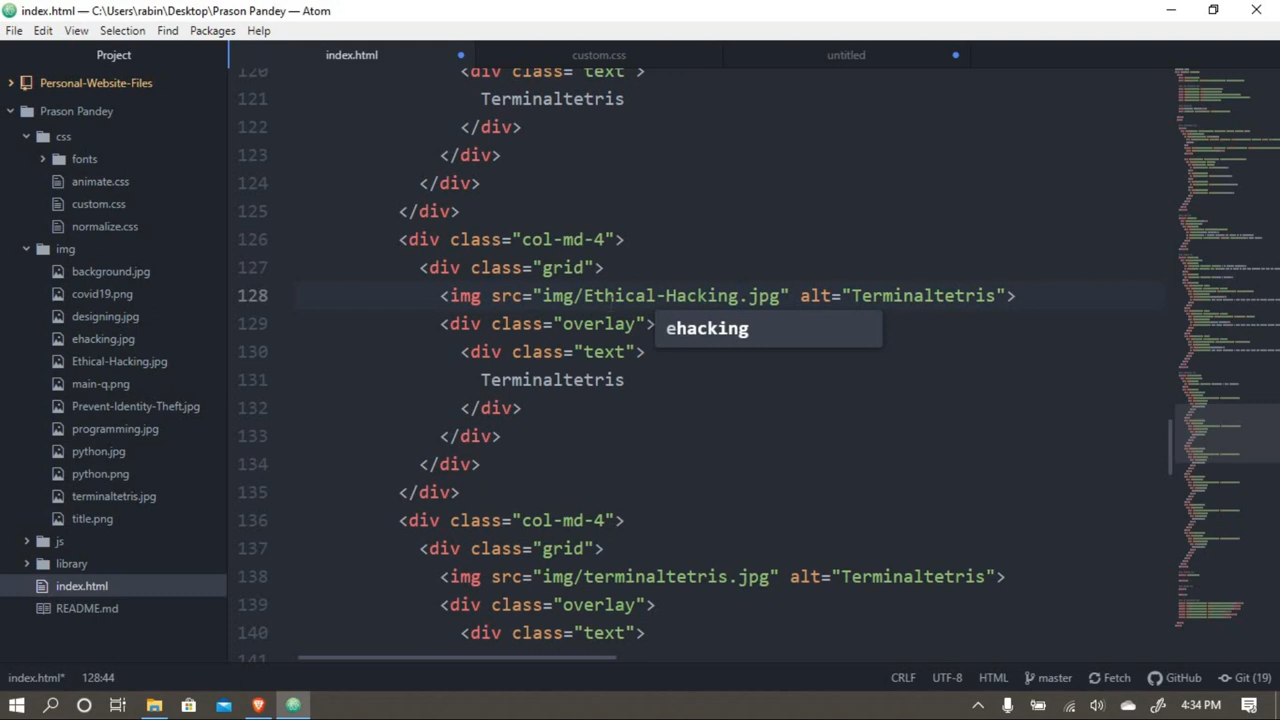 index.html — C:\Users\rabin\Desktop\Prason Pandey — Atom
File Edit View Selection Find Packages Help
Project
Personal-Website-Files
Prason Pandey
css
fonts
animate.css
custom.css
normalize.css
img
background.jpg
covid19.png
designing.jpg
ehacking.jpg
Ethical-Hacking.jpg
main-q.png
Prevent-Identity-Theft.jpg
programming.jpg
python.jpg
python.png
terminaltetris.jpg
title.png
js
library
index.html
README.md
index.html custom.css untitled
120 <div class="text">
121 Terminaltetris
122 </div>
123 </div>
124 </div>
125 </div>
126 <div class="col-md-4">
127 <div class="grid">
128 <img src="img/Ethical-Hacking.jpg" alt="Terminaltetris">
129 <div class="overlay">
ehacking
130 <div class="text">
131 Terminaltetris
132 </div>
133 </div>
134 </div>
135 </div>
136 <div class="col-md-4">
137 <div class="grid">
138 <img src="img/terminaltetris.jpg" alt="Terminaltetris">
139 <div class="overlay">
140 <div class="text">
141
index.html* 128:44 CRLF UTF-8 HTML master Fetch GitHub Git (19)
4:34 PM